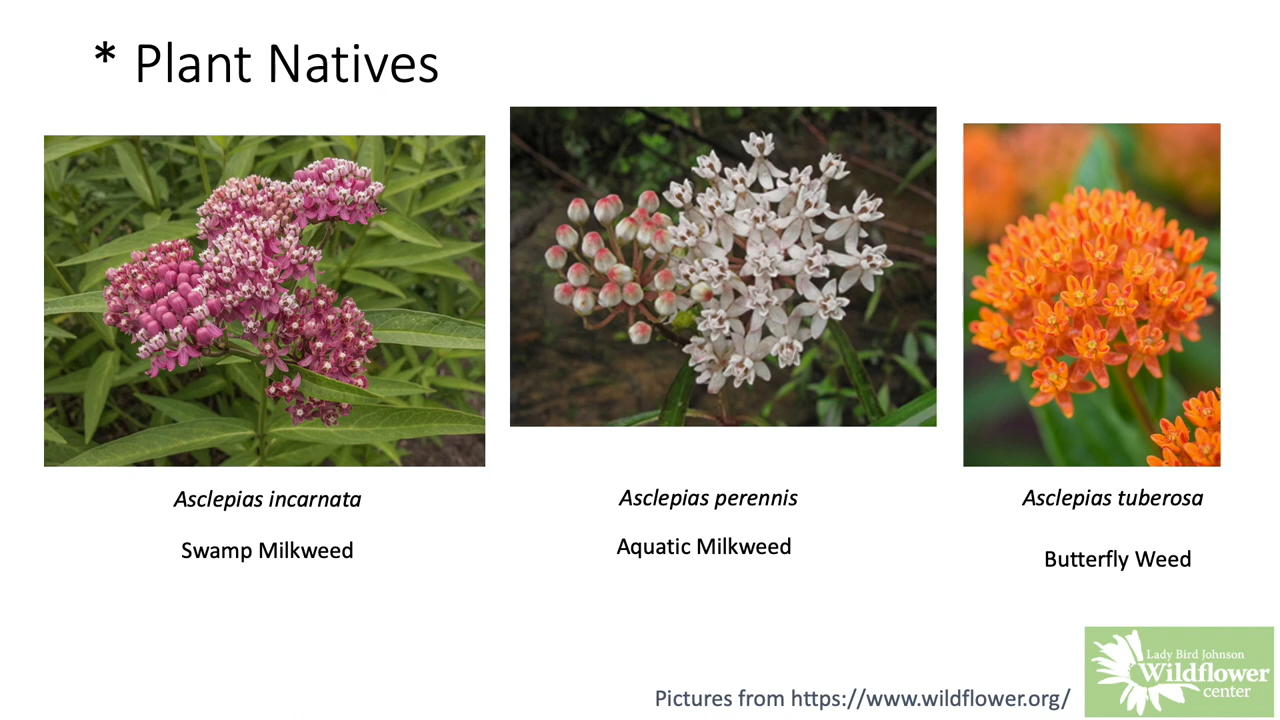 * Plant Natives
Asclepias incarnata
Swamp Milkweed
Asclepias perennis
Aquatic Milkweed
Asclepias tuberosa
Butterfly Weed
Pictures from https://www.wildflower.org/
Lady Bird Johnson
Wildflower
center